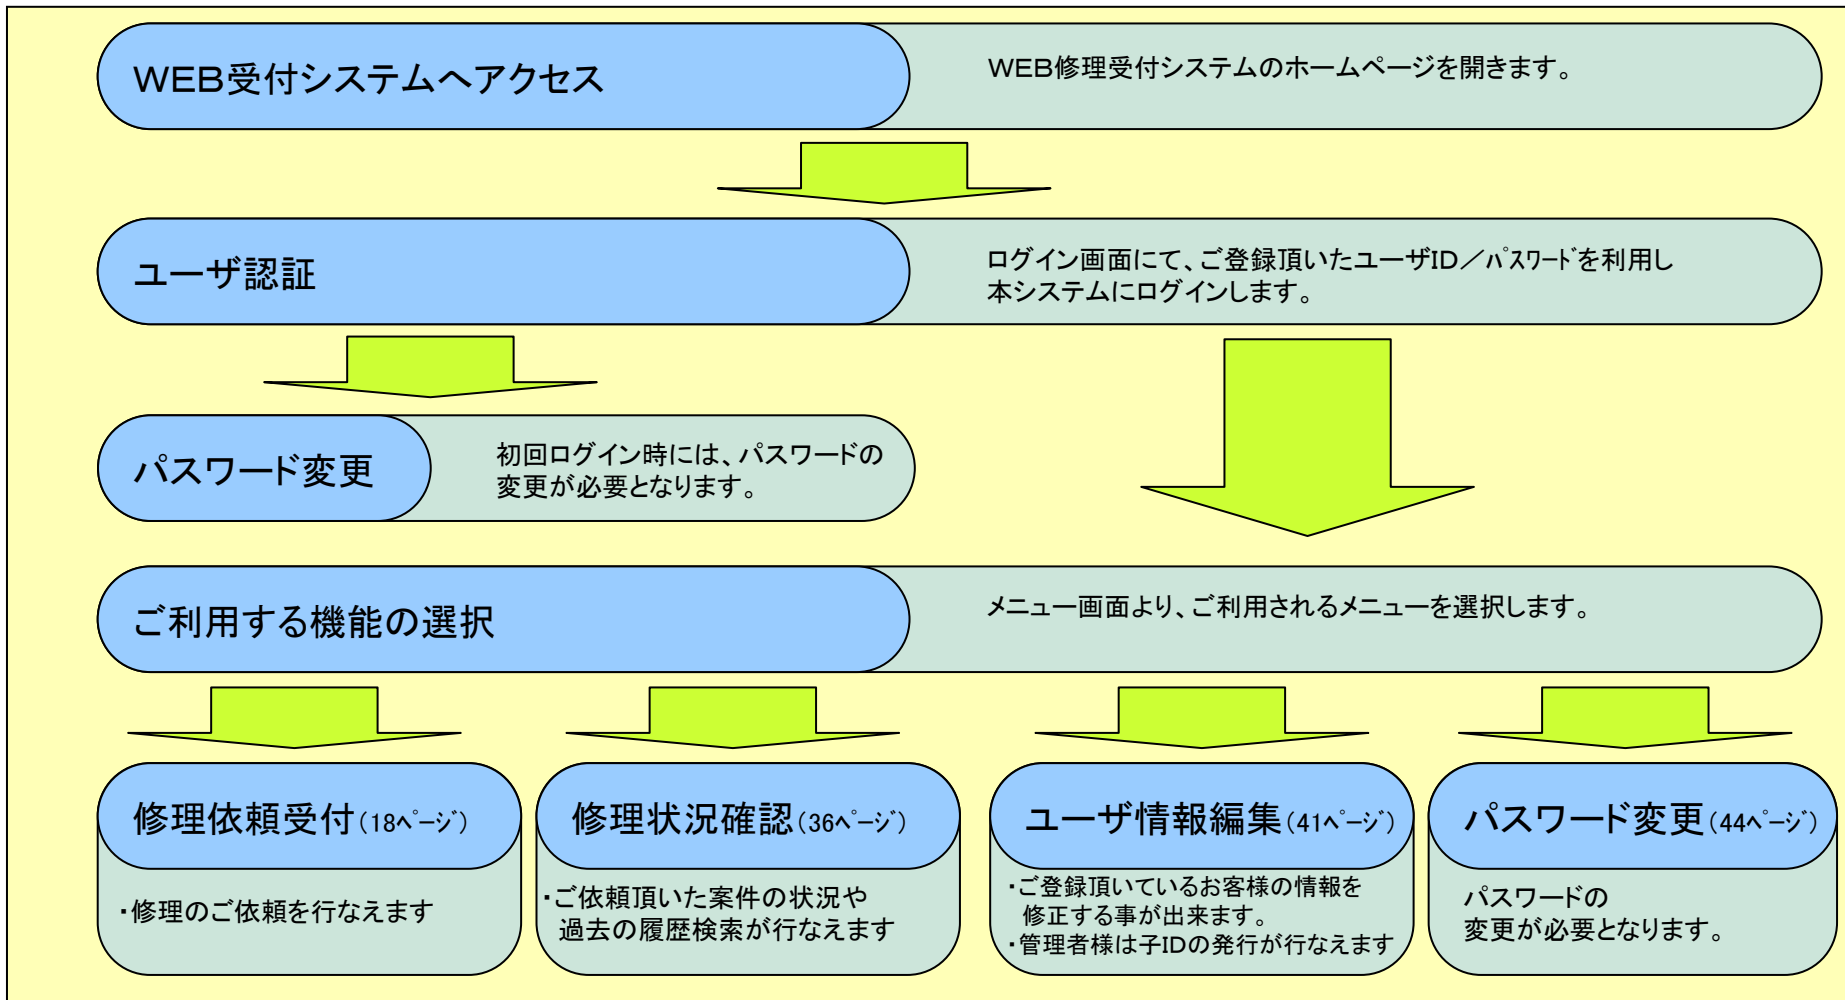 WEB受付システムへアクセス
WEB修理受付システムのホームページを開きます。
ユーザ認証
ログイン画面にて、ご登録頂いたユーザID／ﾊﾟｽﾜｰﾄﾞを利用し
本システムにログインします。
パスワード変更
初回ログイン時には、パスワードの
変更が必要となります。
ご利用する機能の選択
メニュー画面より、ご利用されるメニューを選択します。
修理依頼受付(18ﾍﾟｰｼﾞ)
・修理のご依頼を行なえます
修理状況確認(36ﾍﾟｰｼﾞ)
・ご依頼頂いた案件の状況や
過去の履歴検索が行なえます
ユーザ情報編集(41ﾍﾟｰｼﾞ)
・ご登録頂いているお客様の情報を
修正する事が出来ます。
・管理者様は子IDの発行が行なえます
パスワード変更(44ﾍﾟｰｼﾞ)
パスワードの
変更が必要となります。